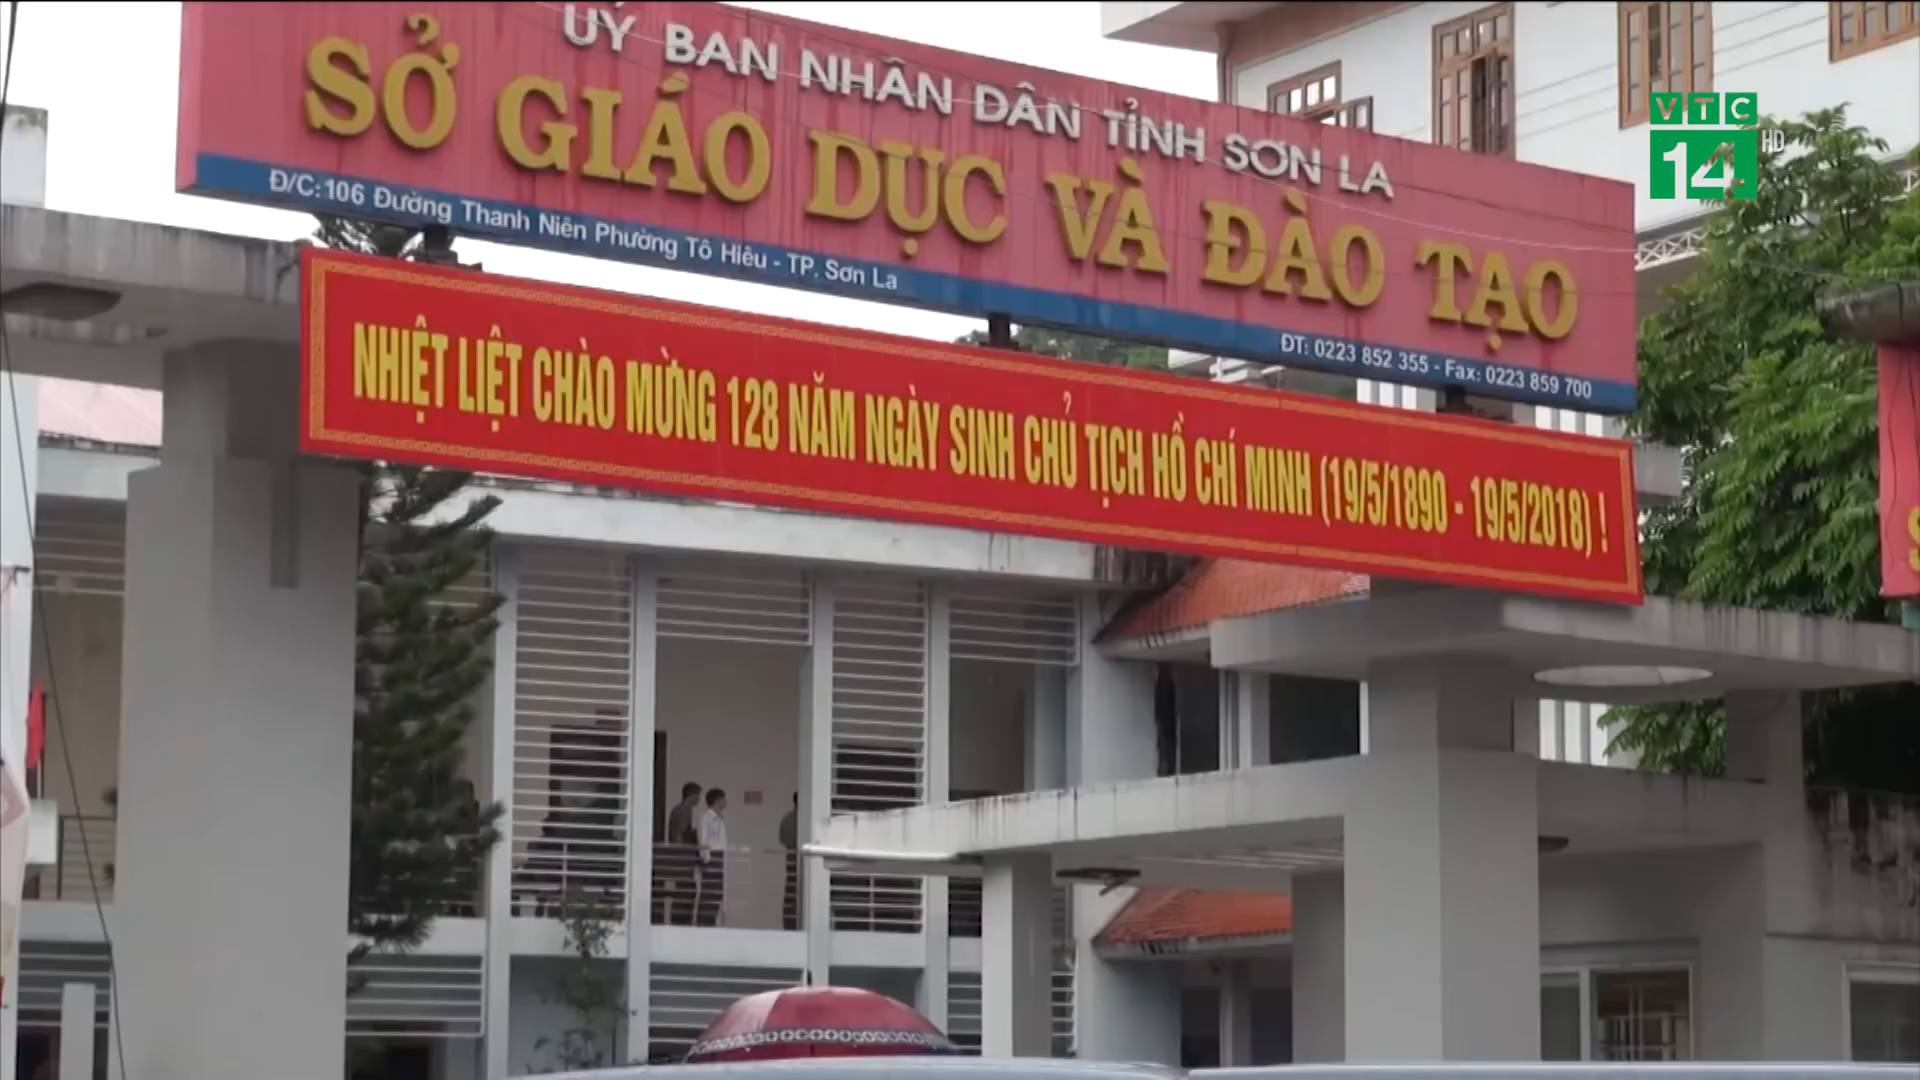 UỶ BAN NHÂN DÂN TỈNH SƠN LA
SỞ GIÁO DỤC VÀ ĐÀO TẠO
Đ/C: 106 Đường Thanh Niên Phường Tô Hiệu - TP. Sơn La
ĐT: 0223 852 355 - Fax: 0223 859 700
NHIỆT LIỆT CHÀO MỪNG 128 NĂM NGÀY SINH CHỦ TỊCH HỒ CHÍ MINH (19/5/1890 - 19/5/2018) !
VTC
14 HD